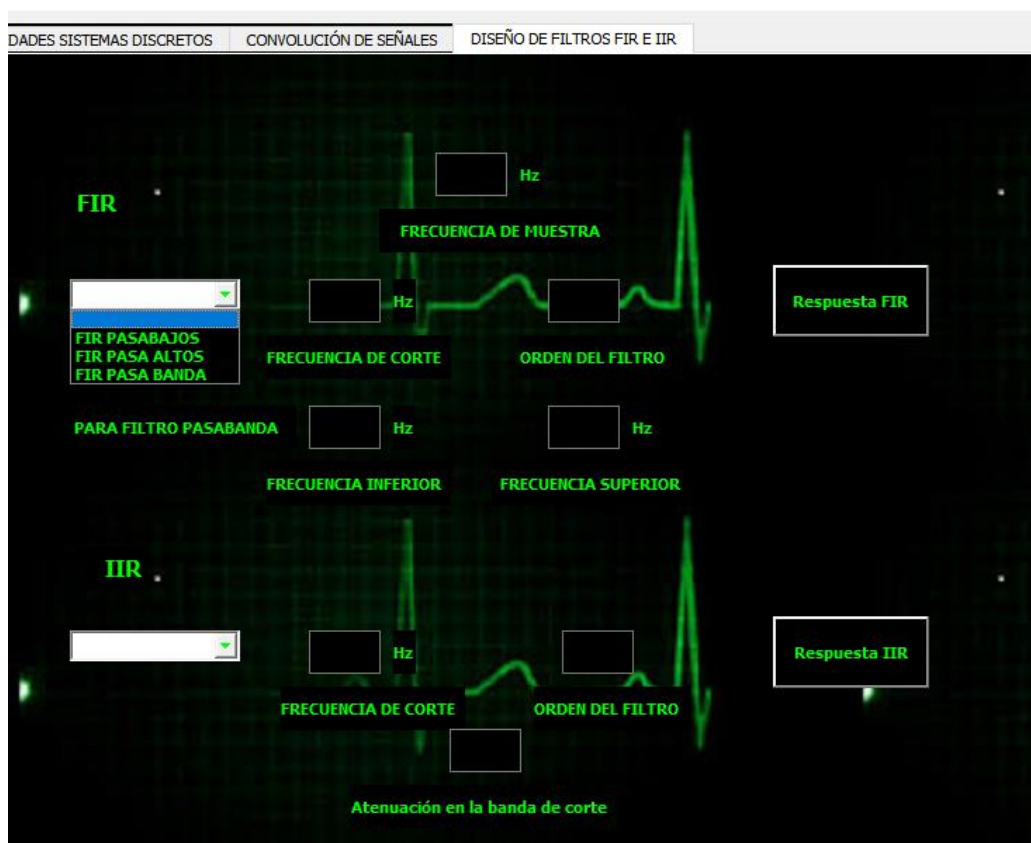 DADES SISTEMAS DISCRETOS
CONVOLUCIÓN DE SEÑALES
DISEÑO DE FILTROS FIR E IIR
Hz
FIR
FRECUENCIA DE MUESTRA
Hz
Respuesta FIR
FIR PASABAJOS
FIR PASA ALTOS
FIR PASA BANDA
FRECUENCIA DE CORTE
ORDEN DEL FILTRO
PARA FILTRO PASABANDA
Hz
Hz
FRECUENCIA INFERIOR
FRECUENCIA SUPERIOR
IIR
Hz
Respuesta IIR
FRECUENCIA DE CORTE
ORDEN DEL FILTRO
Atenuación en la banda de corte